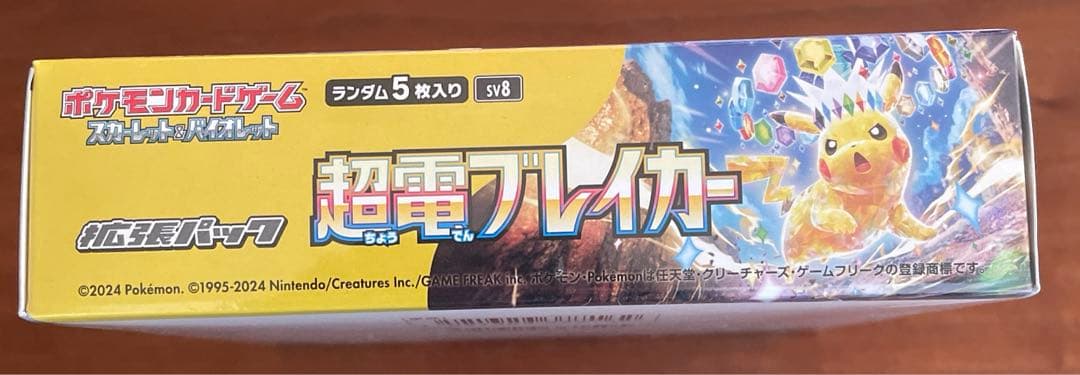 ポケモンカードゲーム
スカーレット&バイオレット
ランダム5枚入り
SV8
超電ブレイカー
ちょう でん
拡張パック
©2024 Pokémon. ©1995-2024 Nintendo/Creatures Inc./GAME FREAK inc. ポケモン・Pokémonは任天堂・クリーチャーズ・ゲームフリークの登録商標です。